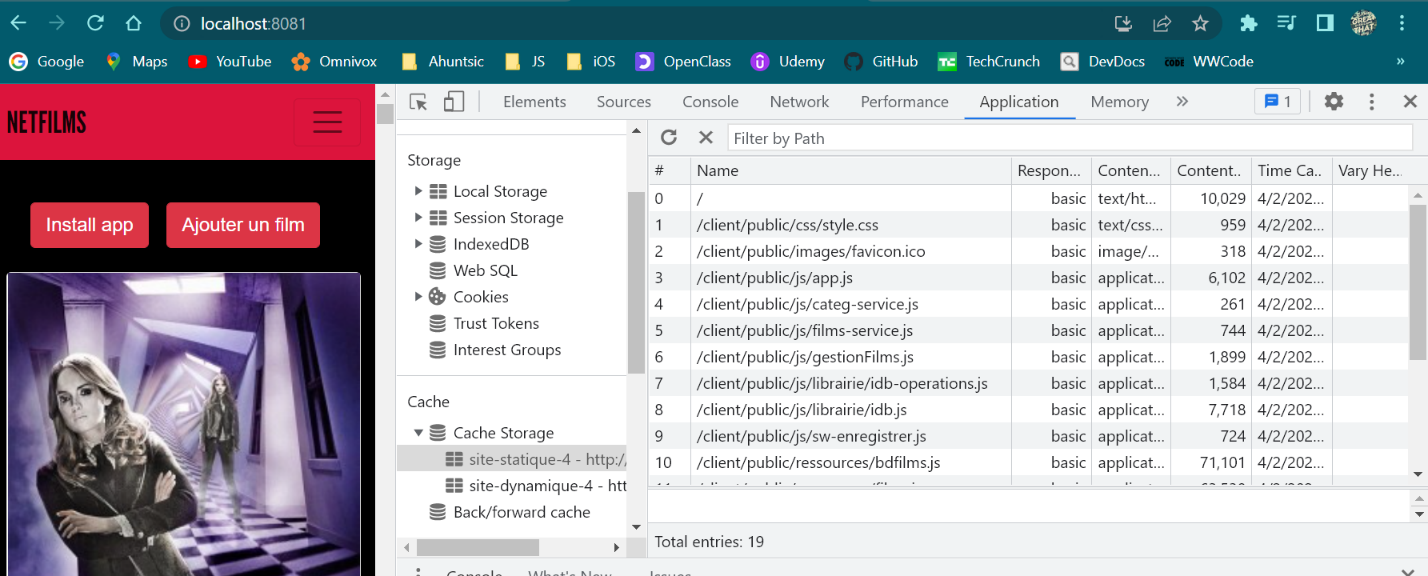 localhost:8081
Google Maps YouTube Omnivox Ahuntsic JS iOS OpenClass Udemy GitHub TechCrunch DevDocs WWCode »
NETFILMS
Install app Ajouter un film
Elements Sources Console Network Performance Application Memory » 1
Storage
Local Storage
Session Storage
IndexedDB
Web SQL
Cookies
Trust Tokens
Interest Groups
Cache
Cache Storage
site-statique-4 - http:/
site-dynamique-4 - htt
Back/forward cache
Filter by Path
# Name Respon... Conten... Content... Time Ca... Vary He...
0 / basic text/ht... 10,029 4/2/202...
1 /client/public/css/style.css basic text/css... 959 4/2/202...
2 /client/public/images/favicon.ico basic image/... 318 4/2/202...
3 /client/public/js/app.js basic applicat... 6,102 4/2/202...
4 /client/public/js/categ-service.js basic applicat... 261 4/2/202...
5 /client/public/js/films-service.js basic applicat... 744 4/2/202...
6 /client/public/js/gestionFilms.js basic applicat... 1,899 4/2/202...
7 /client/public/js/librairie/idb-operations.js basic applicat... 1,584 4/2/202...
8 /client/public/js/librairie/idb.js basic applicat... 7,718 4/2/202...
9 /client/public/js/sw-enregistrer.js basic applicat... 724 4/2/202...
10 /client/public/ressources/bdfilms.js basic applicat... 71,101 4/2/202...
Total entries: 19
Console What's New Issues